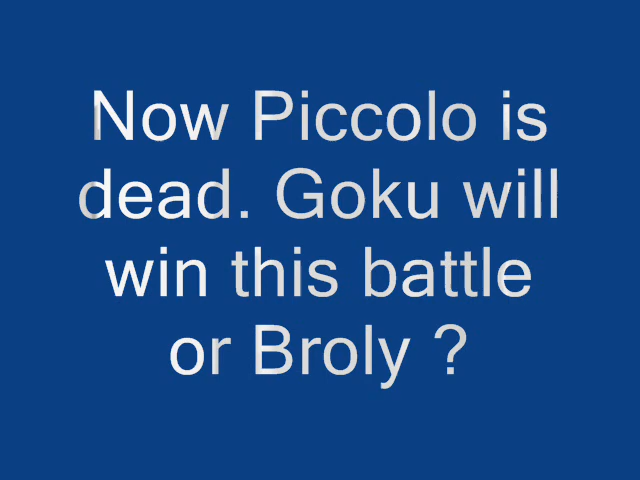 Now Piccolo is
dead. Goku will
win this battle
or Broly ?